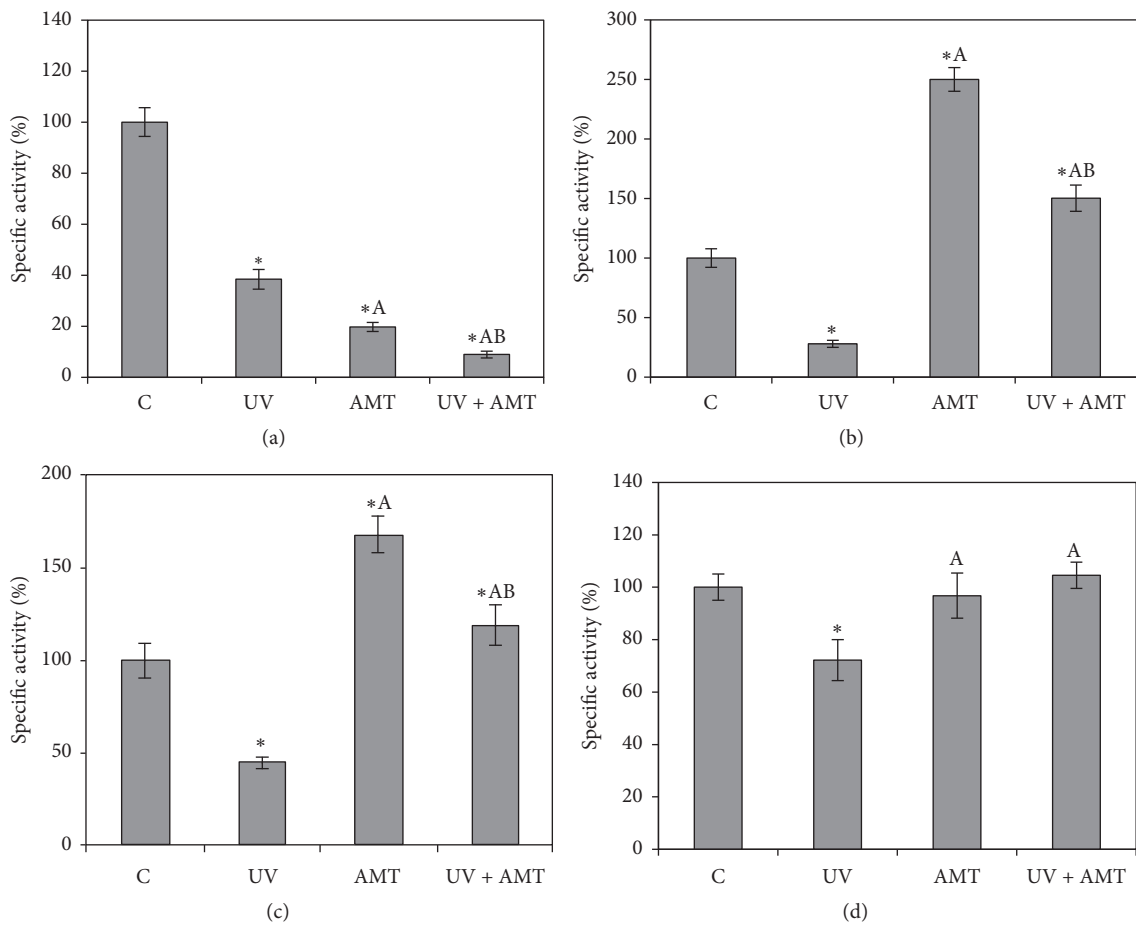 140
120
100
80
60
40
20
0
Specific activity (%)
*
*A
*AB
C UV AMT UV + AMT
(a)
300
250
200
150
100
50
0
Specific activity (%)
*
*A
*AB
C UV AMT UV + AMT
(b)
200
150
100
50
0
Specific activity (%)
*
*A
*AB
C UV AMT UV + AMT
(c)
140
120
100
80
60
40
20
0
Specific activity (%)
*
A
A
C UV AMT UV + AMT
(d)